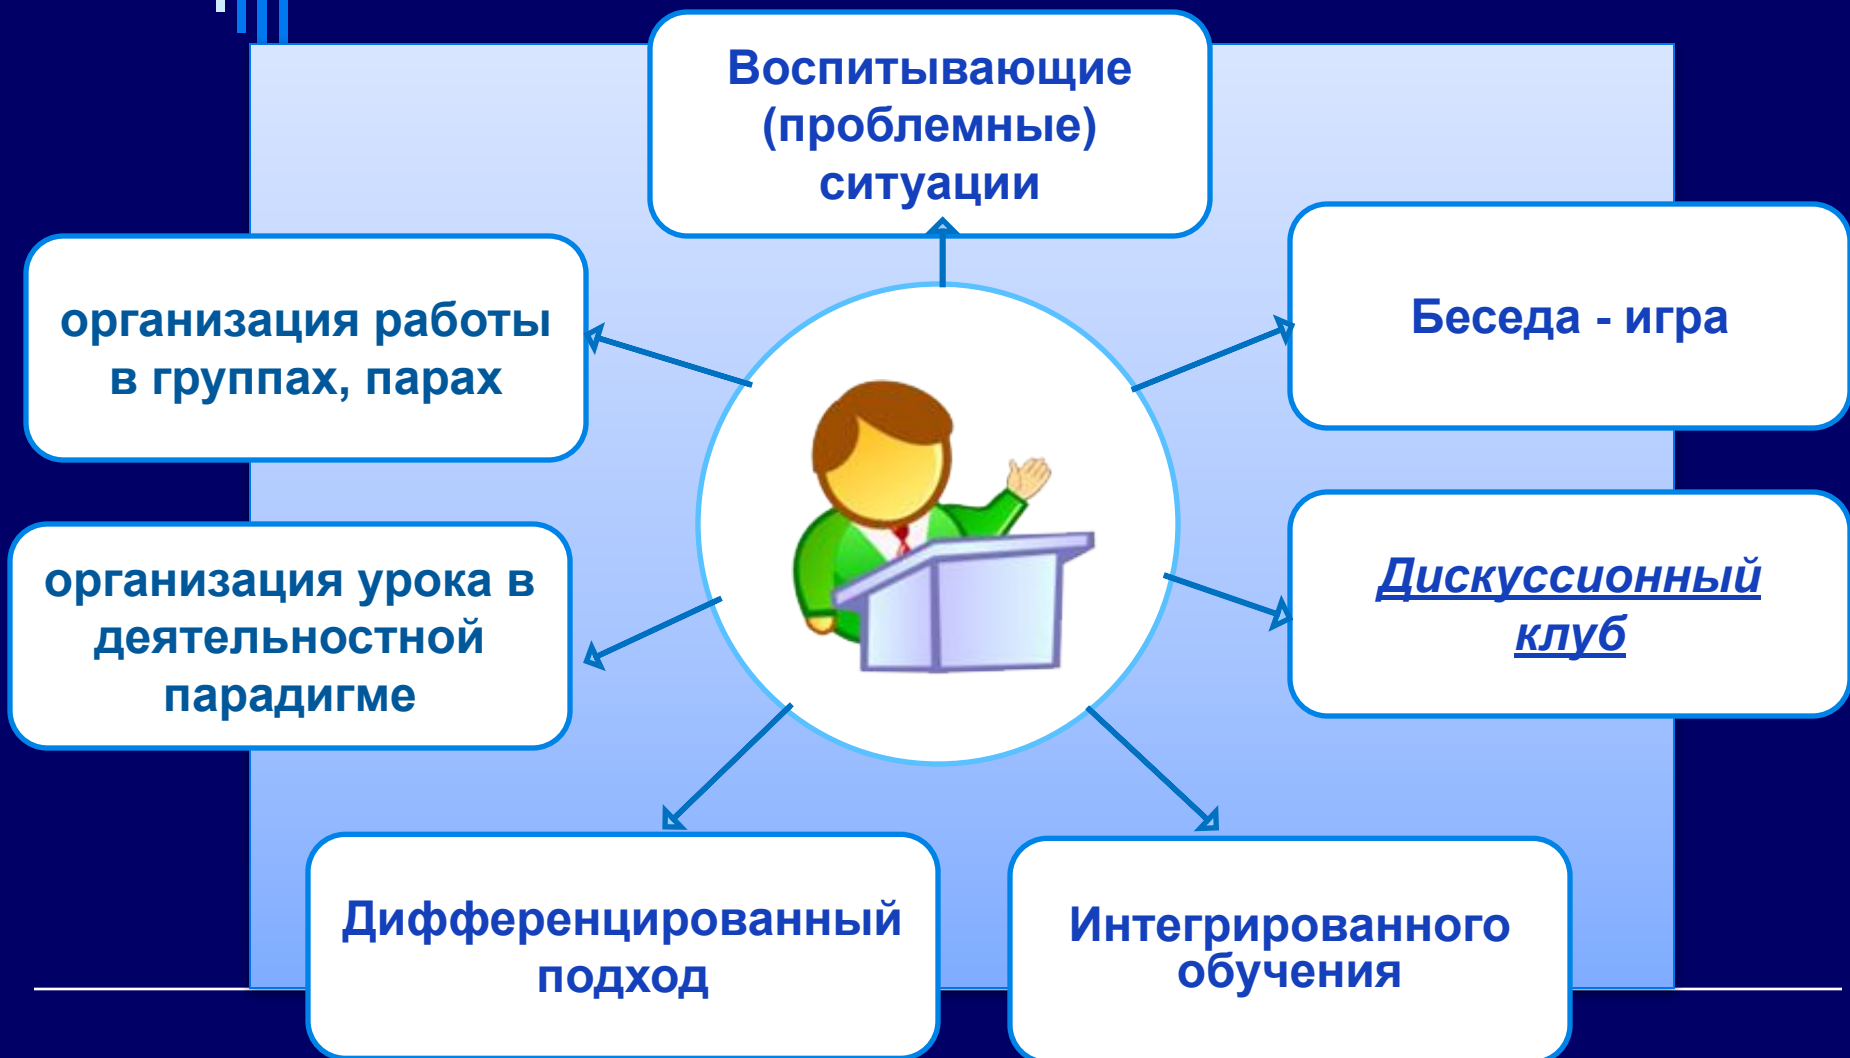 Воспитывающие
(проблемные)
ситуации
организация работы
в группах, парах
Беседа - игра
организация урока в
деятельностной
парадигме
Дискуссионный
клуб
Дифференцированный
подход
Интегрированного
обучения